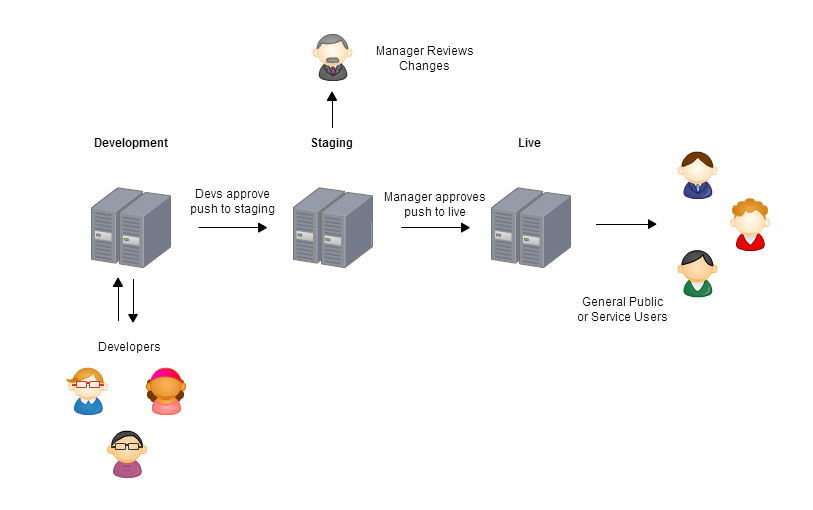 Manager Reviews
Changes
Development
Staging
Live
Devs approve
push to staging
Manager approves
push to live
General Public
or Service Users
Developers